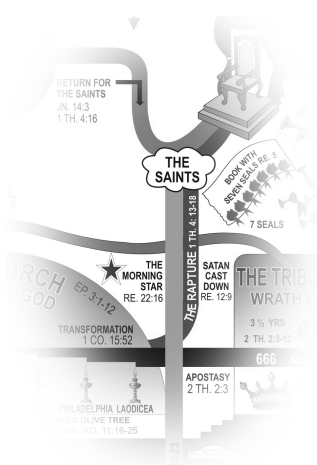 RETURN FOR
THE SAINTS
JN. 14:3
1 TH. 4:16
THE
SAINTS
BOOK WITH
SEVEN SEALS RE. 5
7 SEALS
THE RAPTURE 1 TH. 4: 13-18
THE
MORNING
STAR
RE. 22:16
SATAN
CAST
DOWN
RE. 12:9
URCH
GOD
EP. 3:1-12
THE TRIBU
WRATH O
3 ½ YRS
2 TH. 2:3-12
TRANSFORMATION
1 CO. 15:52
666
APOSTASY
2 TH. 2:3
PHILADELPHIA LAODICEA
WILD OLIVE TREE
RO. 11:16-25